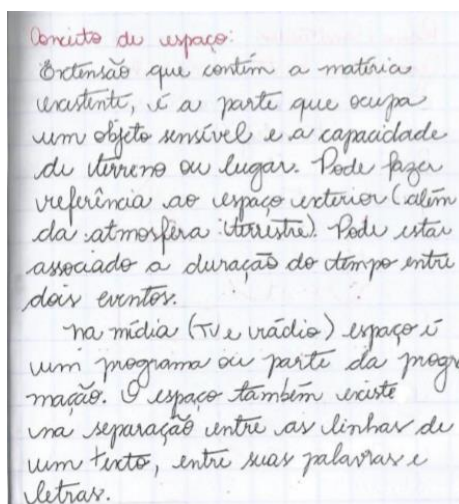 Conceito de espaço:
Extensão que contém a matéria
existente, é a parte que ocupa
um objeto sensível e a capacidade
de terreno ou lugar. Pode fazer
referência ao espaço exterior (além
da atmosfera terrestre). Pode estar
associado a duração do tempo entre
dois eventos.
Na mídia (TV e rádio) espaço é
um programa ou parte da progr
mação. O espaço também existe
na separação entre as linhas de
um texto, entre suas palavras e
letras.